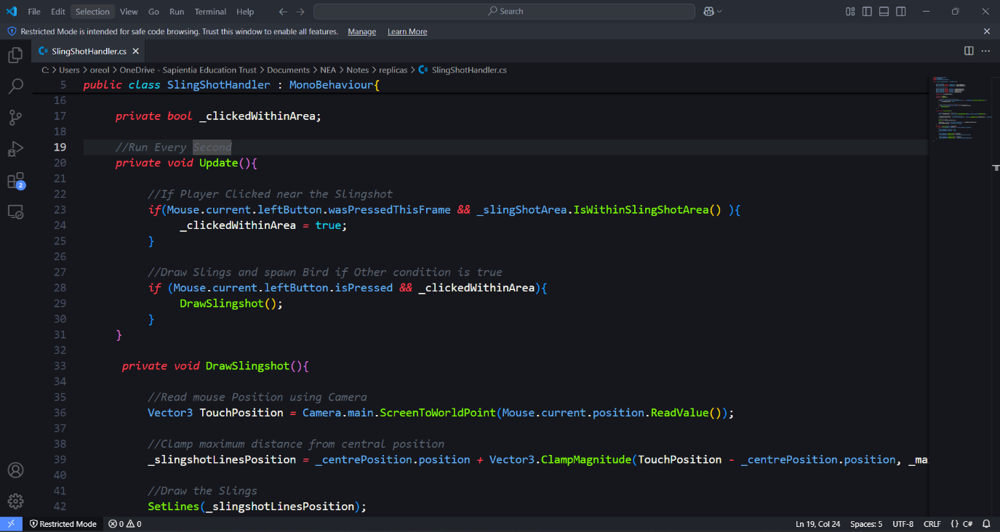 File Edit Selection View Go Run Terminal Help Search
Restricted Mode is intended for safe code browsing. Trust this window to enable all features. Manage Learn More
SlingShotHandler.cs
C: > Users > oreol > OneDrive - Sapientia Education Trust > Documents > NEA > Notes > replicas > SlingShotHandler.cs
5 public class SlingShotHandler : MonoBehaviour{
16
17 private bool _clickedWithinArea;
18
19 //Run Every Second
20 private void Update(){
21
22 //If Player Clicked near the Slingshot
23 if(Mouse.current.leftButton.wasPressedThisFrame && _slingShotArea.IsWithinSlingShotArea() ){
24 _clickedWithinArea = true;
25 }
26
27 //Draw Slings and spawn Bird if Other condition is true
28 if (Mouse.current.leftButton.isPressed && _clickedWithinArea){
29 DrawSlingshot();
30 }
31 }
32
33 private void DrawSlingshot(){
34
35 //Read mouse Position using Camera
36 Vector3 TouchPosition = Camera.main.ScreenToWorldPoint(Mouse.current.position.ReadValue());
37
38 //Clamp maximum distance from central position
39 _slingshotLinesPosition = _centrePosition.position + Vector3.ClampMagnitude(TouchPosition - _centrePosition.position, _ma
40
41 //Draw the Slings
42 SetLines(_slingshotLinesPosition);
2
Restricted Mode 0 0 Ln 19, Col 24 Spaces: 5 UTF-8 CRLF {} C#